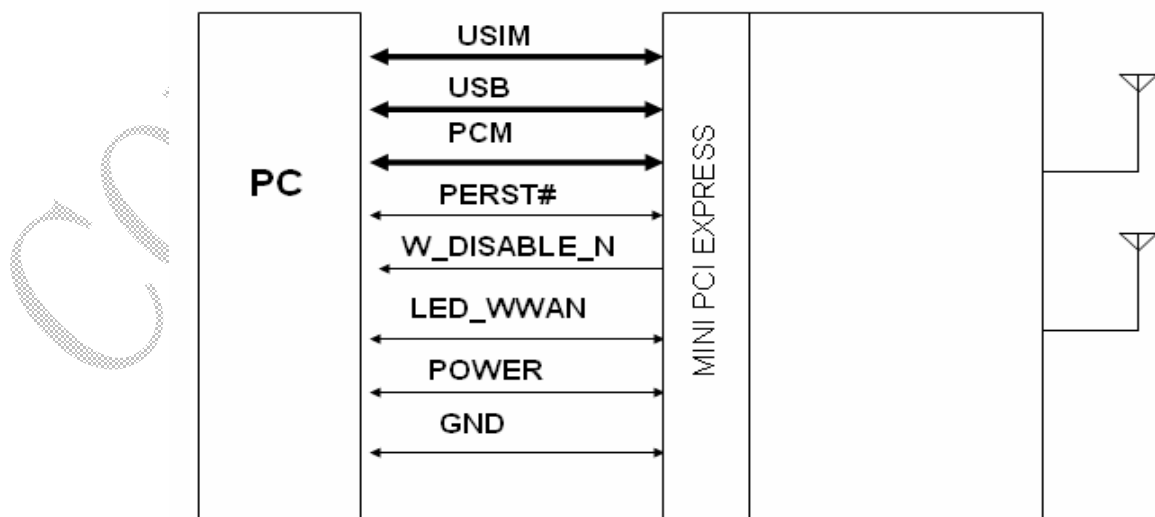 USIM
USB
PCM
PC
PERST#
W_DISABLE_N
LED_WWAN
POWER
GND
MINI PCI EXPRESS